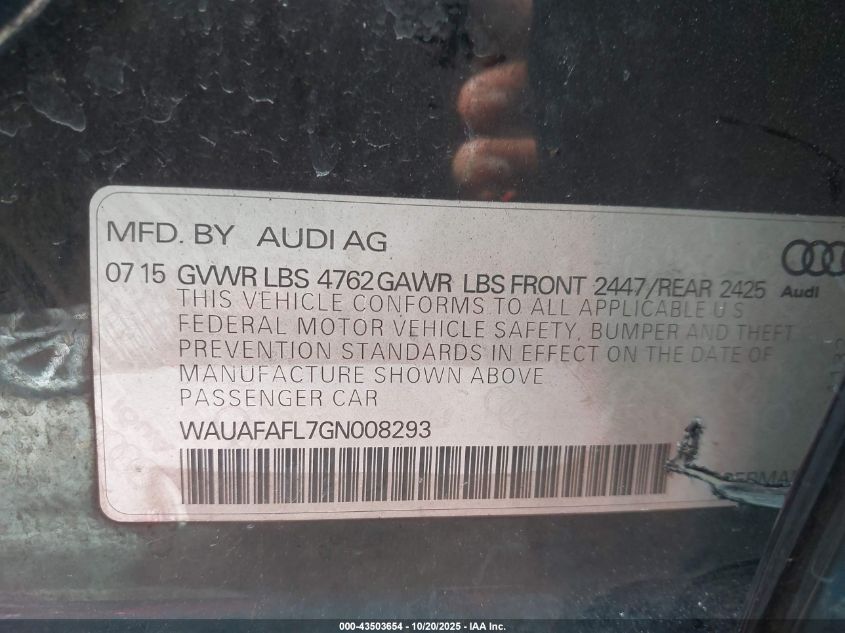 MFD. BY AUDI AG
07 15 GVWR LBS 4762 GAWR LBS FRONT 2447/REAR 2425
Audi
THIS VEHICLE CONFORMS TO ALL APPLICABLE U S
FEDERAL MOTOR VEHICLE SAFETY, BUMPER AND THEFT
PREVENTION STANDARDS IN EFFECT ON THE DATE OF
MANUFACTURE SHOWN ABOVE
PASSENGER CAR
WAUAFAFL7GN008293
000-43503654 - 10/20/2025 - IAA Inc.